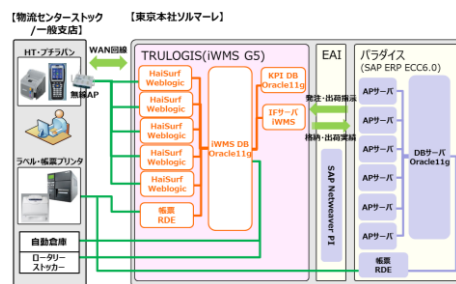 【物流センターストック
/一般支店】
【東京本社ソルマーレ】
HT・プチラパン
WAN回線
無線AP
ラベル・帳票プリンタ
自動倉庫
ロータリー
ストッカー
TRULOGIS(iWMS G5)
HaiSurf
Weblogic
HaiSurf
Weblogic
HaiSurf
Weblogic
HaiSurf
Weblogic
HaiSurf
Weblogic
帳票
RDE
iWMS DB
Oracle11g
KPI DB
Oracle11g
IFサーバ
iWMS
EAI
発注・出荷指示
格納・出荷実績
SAP Netweaver PI
パラダイス
(SAP ERP ECC6.0)
APサーバ
APサーバ
APサーバ
APサーバ
APサーバ
APサーバ
DBサーバ
Oracle11g
帳票
RDE